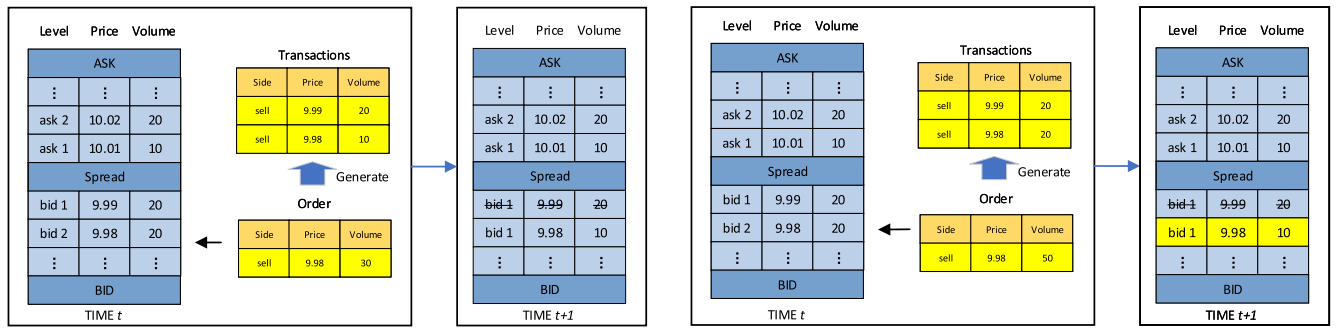 Level Price Volume
ASK
⋮ ⋮ ⋮
ask 2 10.02 20
ask 1 10.01 10
Spread
bid 1 9.99 20
bid 2 9.98 20
⋮ ⋮ ⋮
BID
TIME t
Transactions
Side Price Volume
sell 9.99 20
sell 9.98 10
Generate
Order
Side Price Volume
sell 9.98 30
Level Price Volume
ASK
⋮ ⋮ ⋮
ask 2 10.02 20
ask 1 10.01 10
Spread
bid 1 9.99 20
bid 1 9.98 10
⋮ ⋮ ⋮
BID
TIME t+1
Level Price Volume
ASK
⋮ ⋮ ⋮
ask 2 10.02 20
ask 1 10.01 10
Spread
bid 1 9.99 20
bid 2 9.98 20
⋮ ⋮ ⋮
BID
TIME t
Transactions
Side Price Volume
sell 9.99 20
sell 9.98 20
Generate
Order
Side Price Volume
sell 9.98 50
Level Price Volume
ASK
⋮ ⋮ ⋮
ask 2 10.02 20
ask 1 10.01 10
Spread
bid 1 9.99 20
bid 1 9.98 10
⋮ ⋮ ⋮
BID
TIME t+1